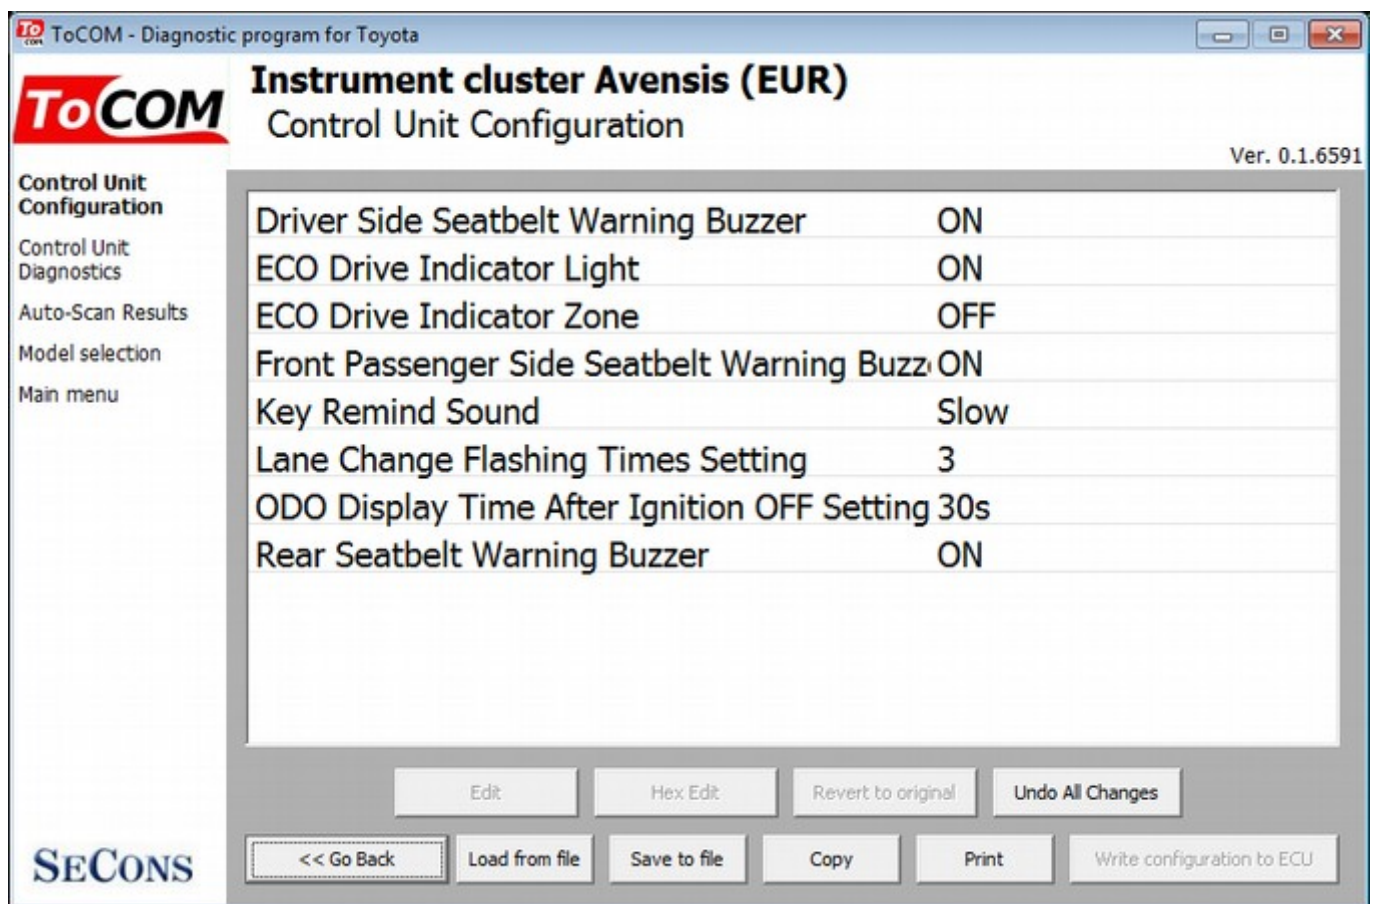 ToCOM - Diagnostic program for Toyota
ToCOM
Instrument cluster Avensis (EUR)
Control Unit Configuration
Ver. 0.1.6591
Control Unit
Configuration
Control Unit
Diagnostics
Auto-Scan Results
Model selection
Main menu
Driver Side Seatbelt Warning Buzzer ON
ECO Drive Indicator Light ON
ECO Drive Indicator Zone OFF
Front Passenger Side Seatbelt Warning Buzz ON
Key Remind Sound Slow
Lane Change Flashing Times Setting 3
ODO Display Time After Ignition OFF Setting 30s
Rear Seatbelt Warning Buzzer ON
Edit Hex Edit Revert to original Undo All Changes
<< Go Back Load from file Save to file Copy Print Write configuration to ECU
SECONS